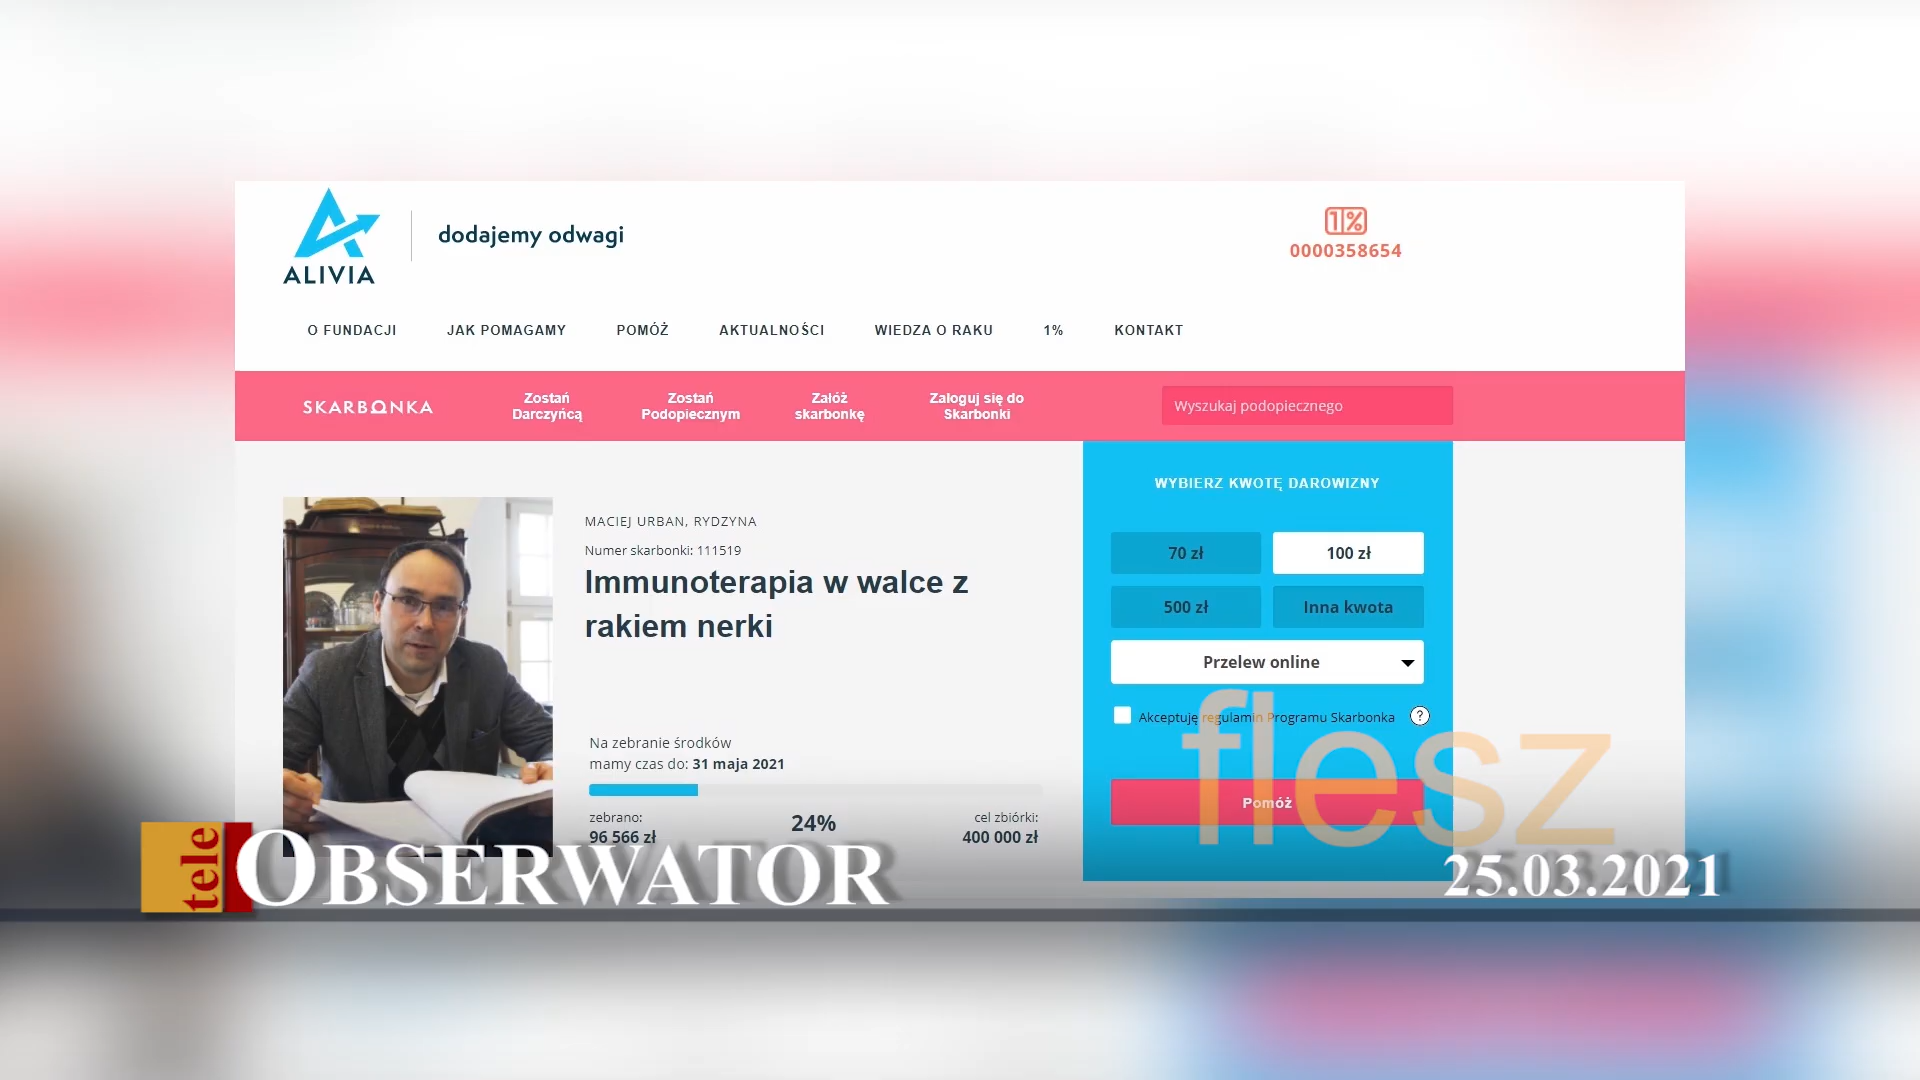 ALIVIA
dodajemy odwagi
1%
0000358654
O FUNDACJI JAK POMAGAMY POMÓŻ AKTUALNOŚCI WIEDZA O RAKU 1% KONTAKT
SKARBONKA
Zostań
Darczyńcą
Zostań
Podopiecznym
Załóż
skarbonkę
Zaloguj się do
Skarbonki
Wyszukaj podopiecznego
MACIEJ URBAN, RYDZYNA
Numer skarbonki: 111519
Immunoterapia w walce z
rakiem nerki
Na zebranie środków
mamy czas do: 31 maja 2021
zebrano:
96 566 zł
24%
cel zbiórki:
400 000 zł
WYBIERZ KWOTĘ DAROWIZNY
70 zł 100 zł
500 zł Inna kwota
Przelew online
Akceptuję regulamin Programu Skarbonka ?
Pomóż
flesz
tele OBSERWATOR
25.03.2021